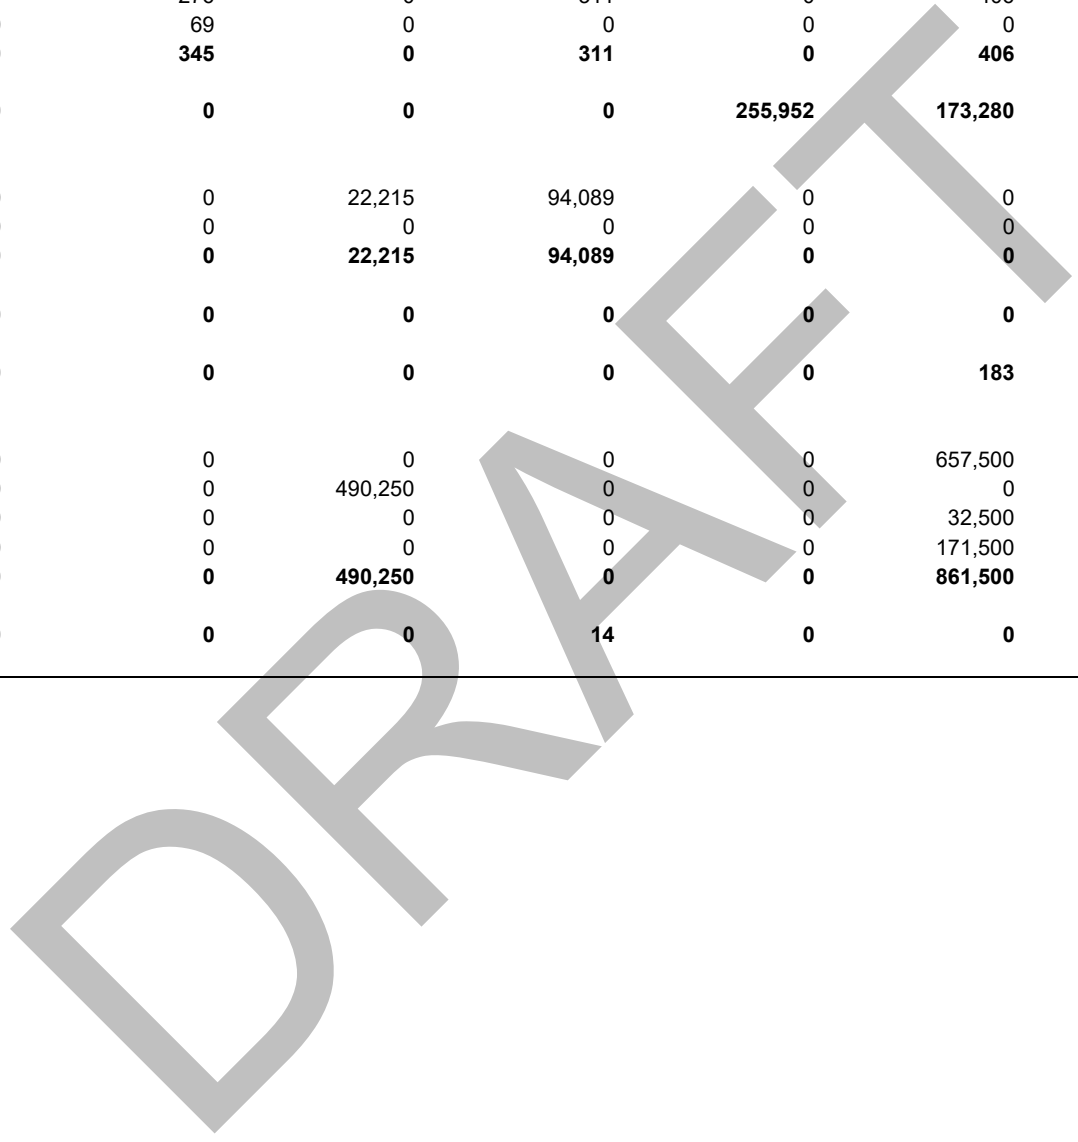 69 0 0 0 0
345 0 311 0 406
0 0 0 255,952 173,280
0 22,215 94,089 0 0
0 0 0 0 0
0 22,215 94,089 0 0
0 0 0 0 0
0 0 0 0 183
0 0 0 0 657,500
0 490,250 0 0 0
0 0 0 0 32,500
0 0 0 0 171,500
0 490,250 0 0 861,500
0 0 14 0 0
DRAFT